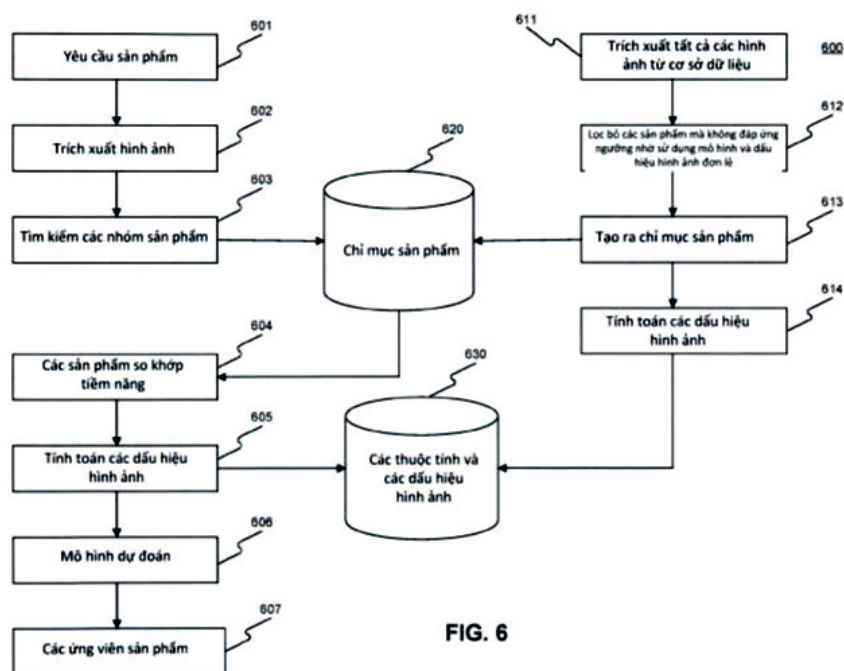 601
Yêu cầu sản phẩm
602
Trích xuất hình ảnh
603
Tìm kiếm các nhóm sản phẩm
620
Chỉ mục sản phẩm
611
Trích xuất tất cả các hình
ảnh từ cơ sở dữ liệu
600
612
Lọc bỏ các sản phẩm mà không đáp ứng
ngưỡng nhờ sử dụng mô hình và dấu
hiệu hình ảnh đơn lẻ
613
Tạo ra chỉ mục sản phẩm
614
Tính toán các dấu hiệu
hình ảnh
604
Các sản phẩm so khớp
tiềm năng
605
Tính toán các dấu hiệu
hình ảnh
630
Các thuộc tính và
các dấu hiệu
hình ảnh
606
Mô hình dự đoán
607
Các ứng viên sản phẩm
FIG. 6